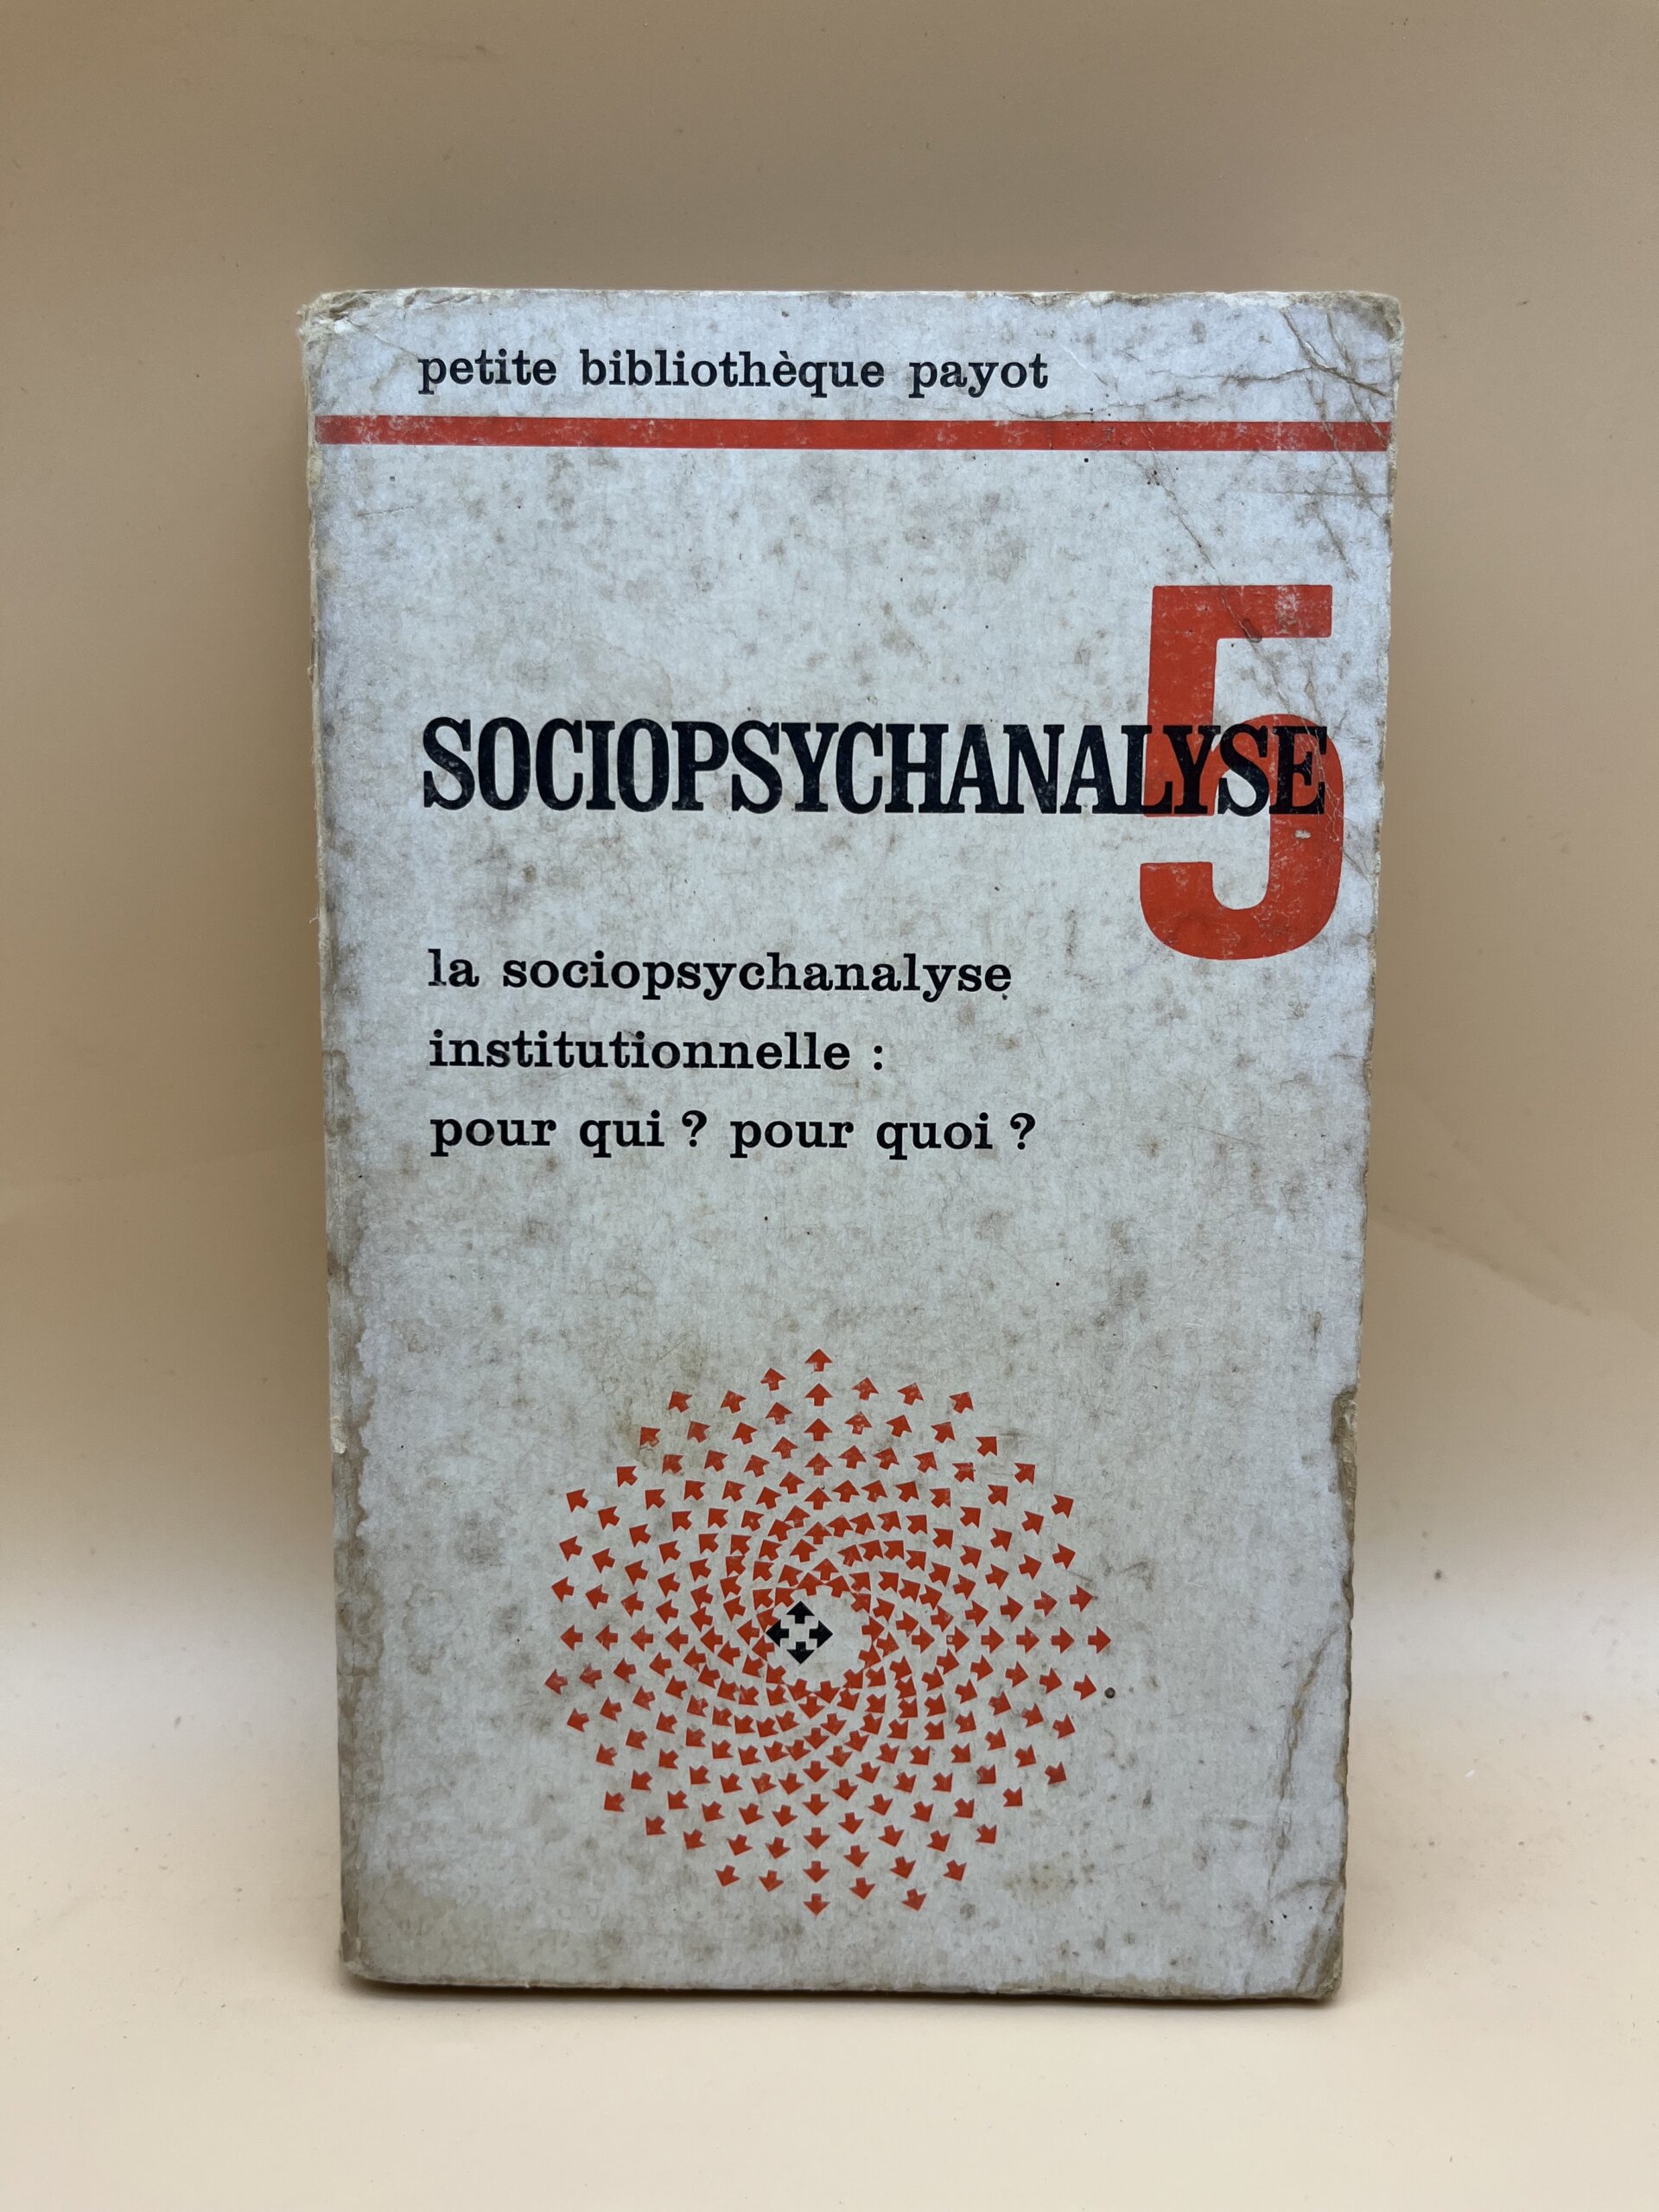 petite bibliothèque payot
5
SOCIOPSYCHANALYSE
la sociopsychanalyse
institutionnelle :
pour qui ? pour quoi ?